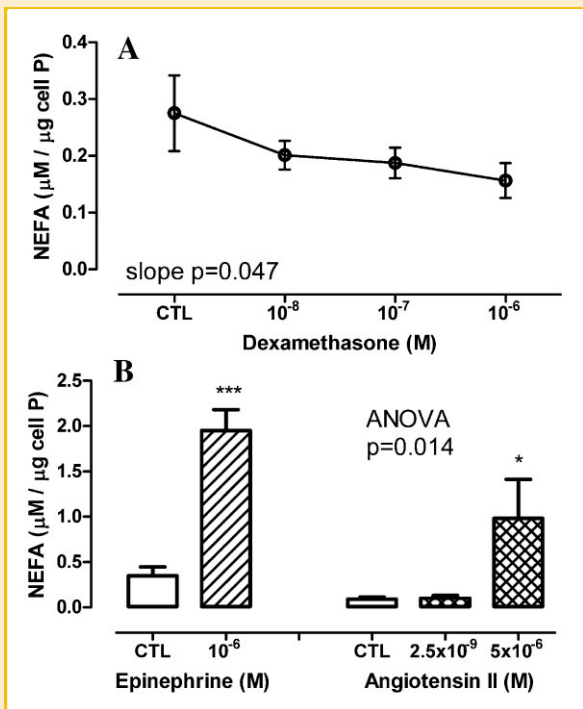 A
NEFA (μM / μg cell P)
0.4
0.3
0.2
0.1
0.0
slope p=0.047
CTL 10⁻⁸ 10⁻⁷ 10⁻⁶
Dexamethasone (M)
B
NEFA (μM / μg cell P)
2.5
2.0
1.5
1.0
0.5
0.0
***
ANOVA
p=0.014
*
CTL 10⁻⁶ CTL 2.5x10⁻⁹ 5x10⁻⁶
Epinephrine (M) Angiotensin II (M)